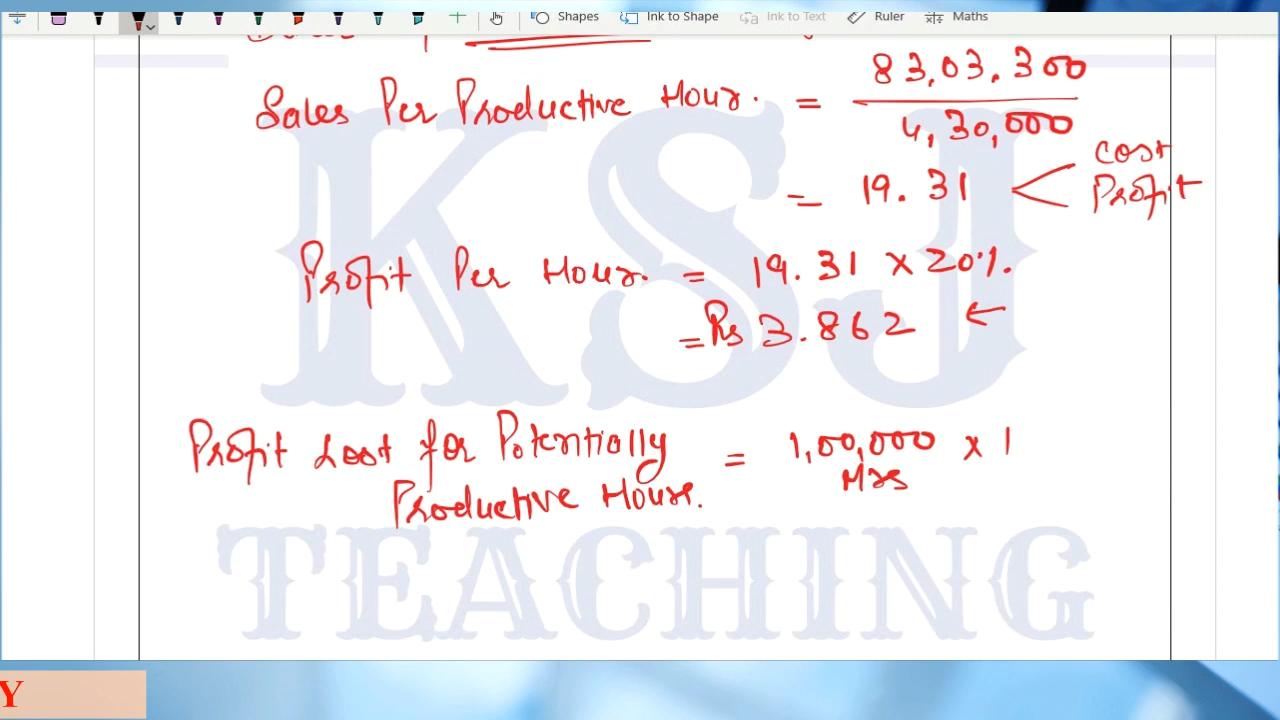 Shapes Ink to Shape Ink to Text Ruler Maths
Sales Per Productive Hour. = 83,03,300
4,30,000
= 19.31 < Cost
Profit
Profit Per Hour. = 19.31 x 20%.
= Rs 3.862 ←
Profit Lost for Potentially = 1,00,000 x 1
Productive Hours. Hrs
KSJ
TEACHING
Y